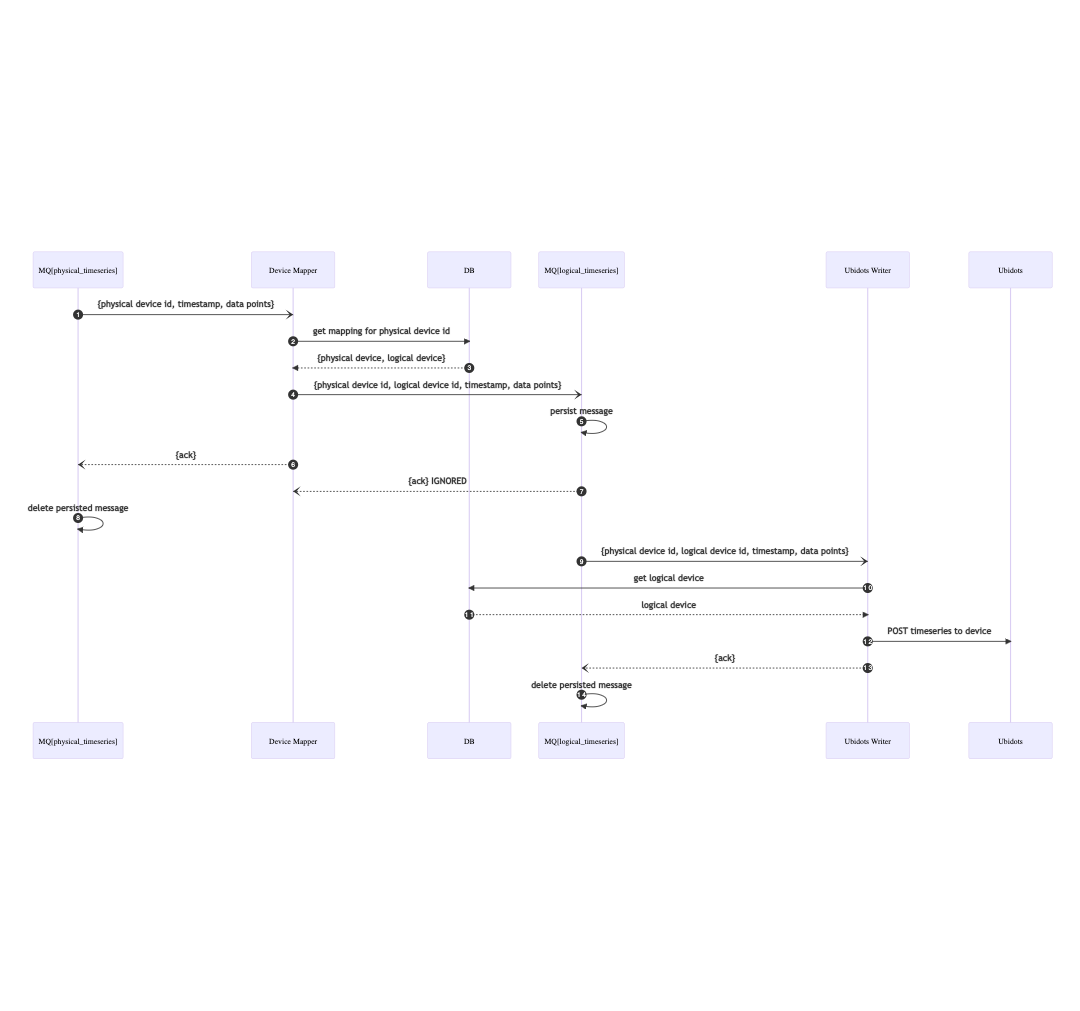 MQ[physical_timeseries]
Device Mapper
DB
MQ[logical_timeseries]
Ubidots Writer
Ubidots
{physical device id, timestamp, data points}
1
get mapping for physical device id
2
{physical device, logical device}
3
{physical device id, logical device id, timestamp, data points}
4
persist message
5
{ack}
6
{ack} IGNORED
7
delete persisted message
8
{physical device id, logical device id, timestamp, data points}
9
get logical device
10
logical device
11
POST timeseries to device
12
{ack}
13
delete persisted message
14
MQ[physical_timeseries]
Device Mapper
DB
MQ[logical_timeseries]
Ubidots Writer
Ubidots